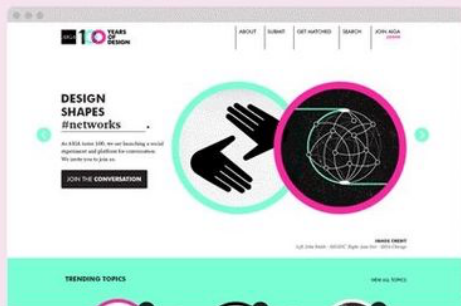 AIGA 100 YEARS
OF
DESIGN
ABOUT
SUBMIT
GET MATCHED
SEARCH
JOIN AIGA
DESIGN
SHAPES
#networks .
As AIGA turns 100, we are launching a social
experiment and platform for conversation.
We invite you to join us.
JOIN THE CONVERSATION
IMAGE CREDIT
TRENDING TOPICS
VIEW ALL TOPICS